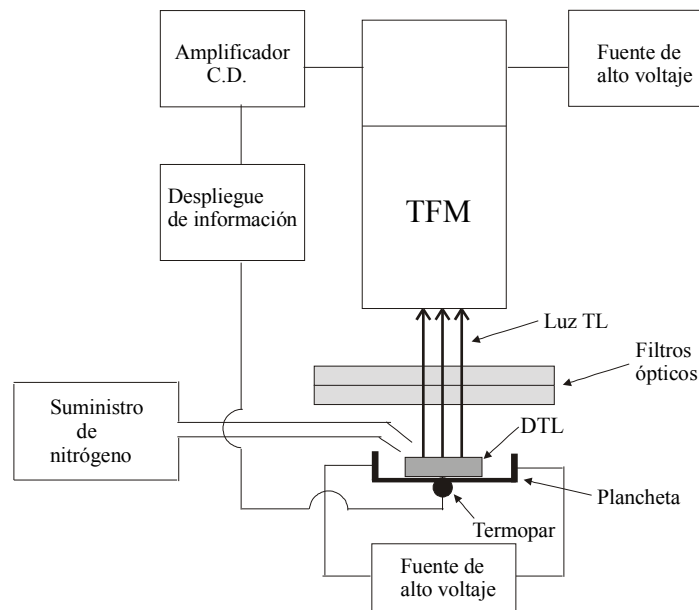 Amplificador
C.D.
Fuente de
alto voltaje
Despliegue
de información
TFM
Luz TL
Filtros
ópticos
Suministro
de
nitrógeno
DTL
Plancheta
Termopar
Fuente de
alto voltaje